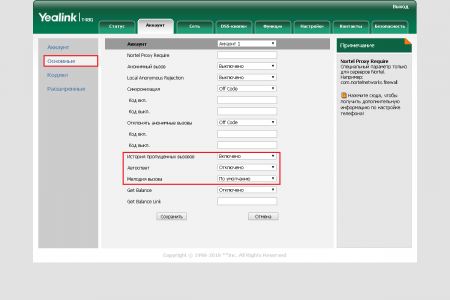 Выход
Yealink T48G
Статус Аккаунт Сеть DSS-кнопки Функции Настройки Контакты Безопасность
Аккаунт
Основные
Кодеки
Расширенные
Аккаунт Аккаунт 1
Nortel Proxy Require
Анонимный вызов Выключено
Local Anonymous Rejection Выключено
Синхронизация Off Code
Код вкл.
Код выкл.
Отклонять анонимные вызовы Off Code
Код вкл.
Код выкл.
История пропущенных вызовов Включено
Автоответ Отключено
Мелодия вызова По умолчанию
Get Balance Отключено
Get Balance Link
Сохранить Отмена
Примечание
Nortel Proxy Require
Специальный параметр только
для серверов Nortel
Например:
com.nortelnetworks.firewall
Нажмите сюда, чтобы
получить дополнительную
информацию по настройке
телефона!
Copyright © 1998-2016 **Inc. All Rights Reserved